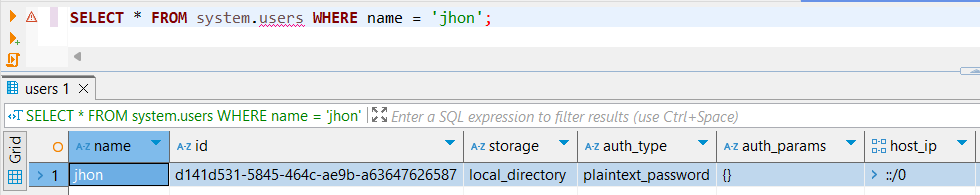 SELECT * FROM system.users WHERE name = 'jhon';
users 1
SELECT * FROM system.users WHERE name = 'jhon' Enter a SQL expression to filter results (use Ctrl+Space)
Grid
A-Z name A-Z id A-Z storage A-Z auth_type A-Z auth_params host_ip
1 jhon d141d531-5845-464c-ae9b-a63647626587 local_directory plaintext_password {} ::/0